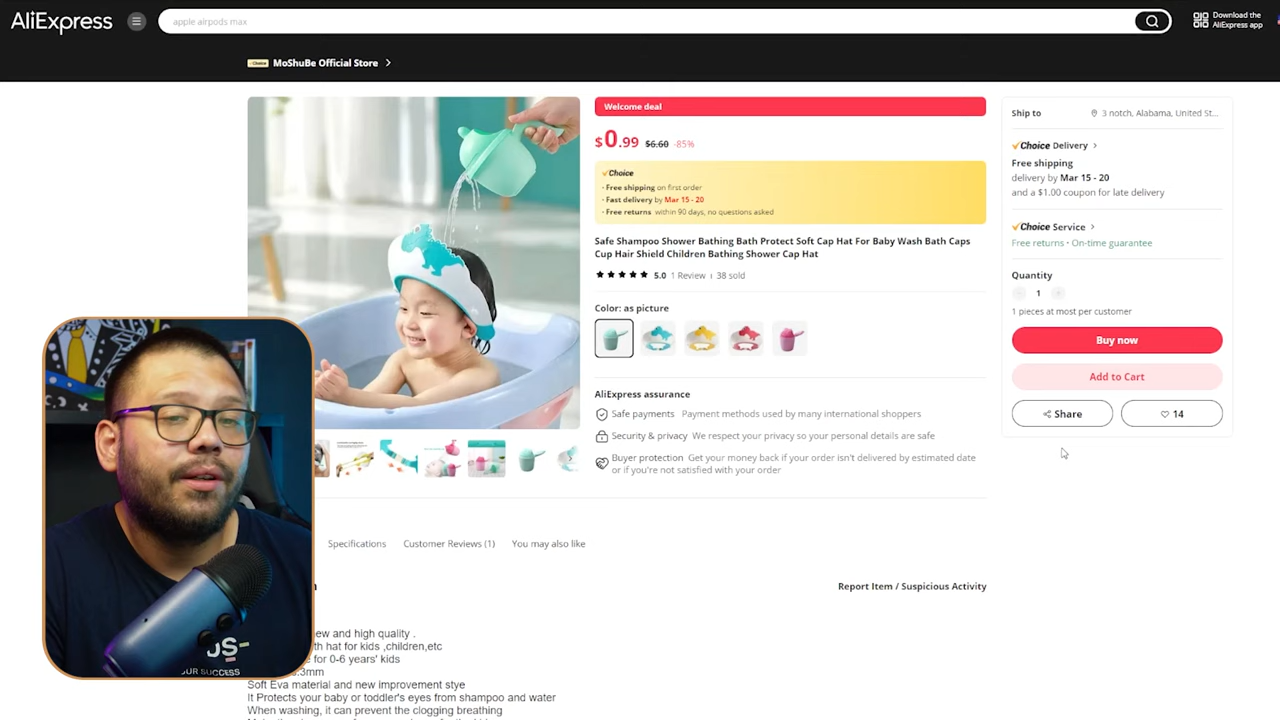 AliExpress
apple airpods max
Download the
AliExpress app
Choice MoShuBe Official Store
Welcome deal
$0.99 $6.60 -85%
Choice
· Free shipping on first order
· Fast delivery by Mar 15 - 20
· Free returns within 90 days, no questions asked
Safe Shampoo Shower Bathing Bath Protect Soft Cap Hat For Baby Wash Bath Caps
Cup Hair Shield Children Bathing Shower Cap Hat
5.0 1 Review 38 sold
Color: as picture
AliExpress assurance
Safe payments Payment methods used by many international shoppers
Security & privacy We respect your privacy so your personal details are safe
Buyer protection Get your money back if your order isn't delivered by estimated date
or if you're not satisfied with your order
Ship to 3 notch, Alabama, United St...
Choice Delivery
Free shipping
delivery by Mar 15 - 20
and a $1.00 coupon for late delivery
Choice Service
Free returns · On-time guarantee
Quantity
- 1 +
1 pieces at most per customer
Buy now
Add to Cart
Share
14
Specifications Customer Reviews (1) You may also like
Report Item / Suspicious Activity
ew and high quality .
th hat for kids ,children,etc
e for 0-6 years' kids
.3mm
Soft Eva material and new improvement stye
It Protects your baby or toddler's eyes from shampoo and water
When washing, it can prevent the clogging breathing
OUR SUCCESS